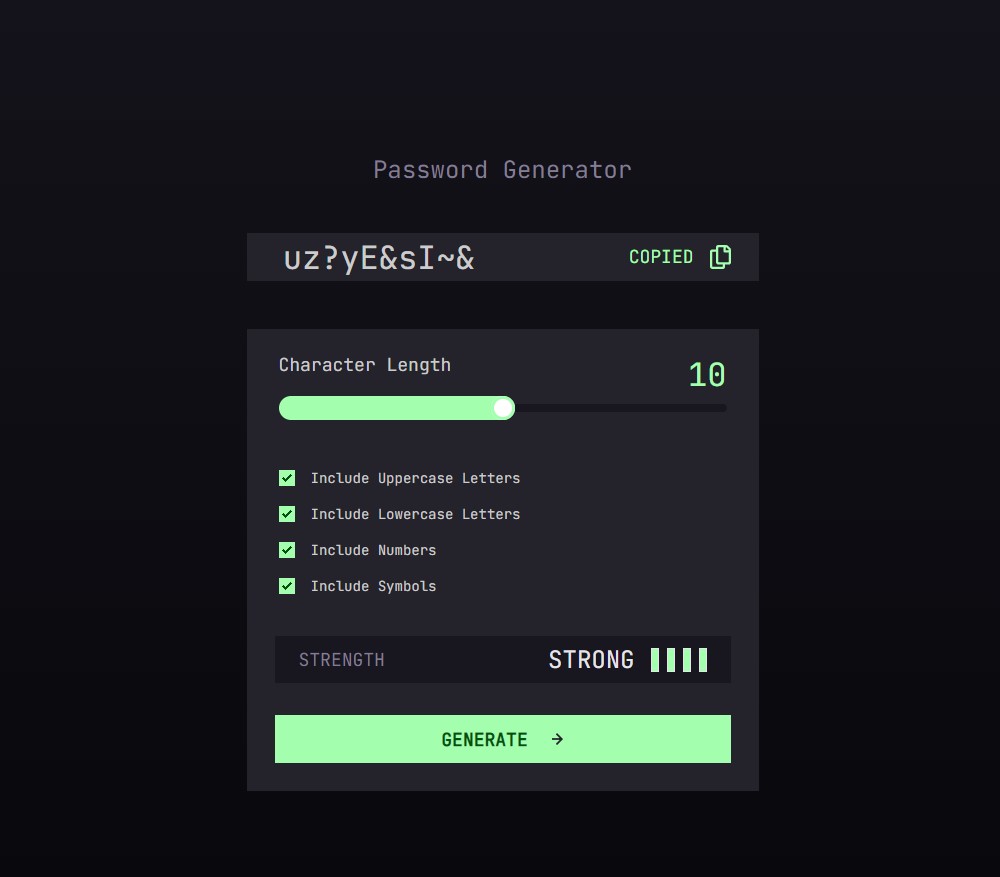 Password Generator
uz?yE&sI~& COPIED
Character Length 10
Include Uppercase Letters
Include Lowercase Letters
Include Numbers
Include Symbols
STRENGTH STRONG
GENERATE →